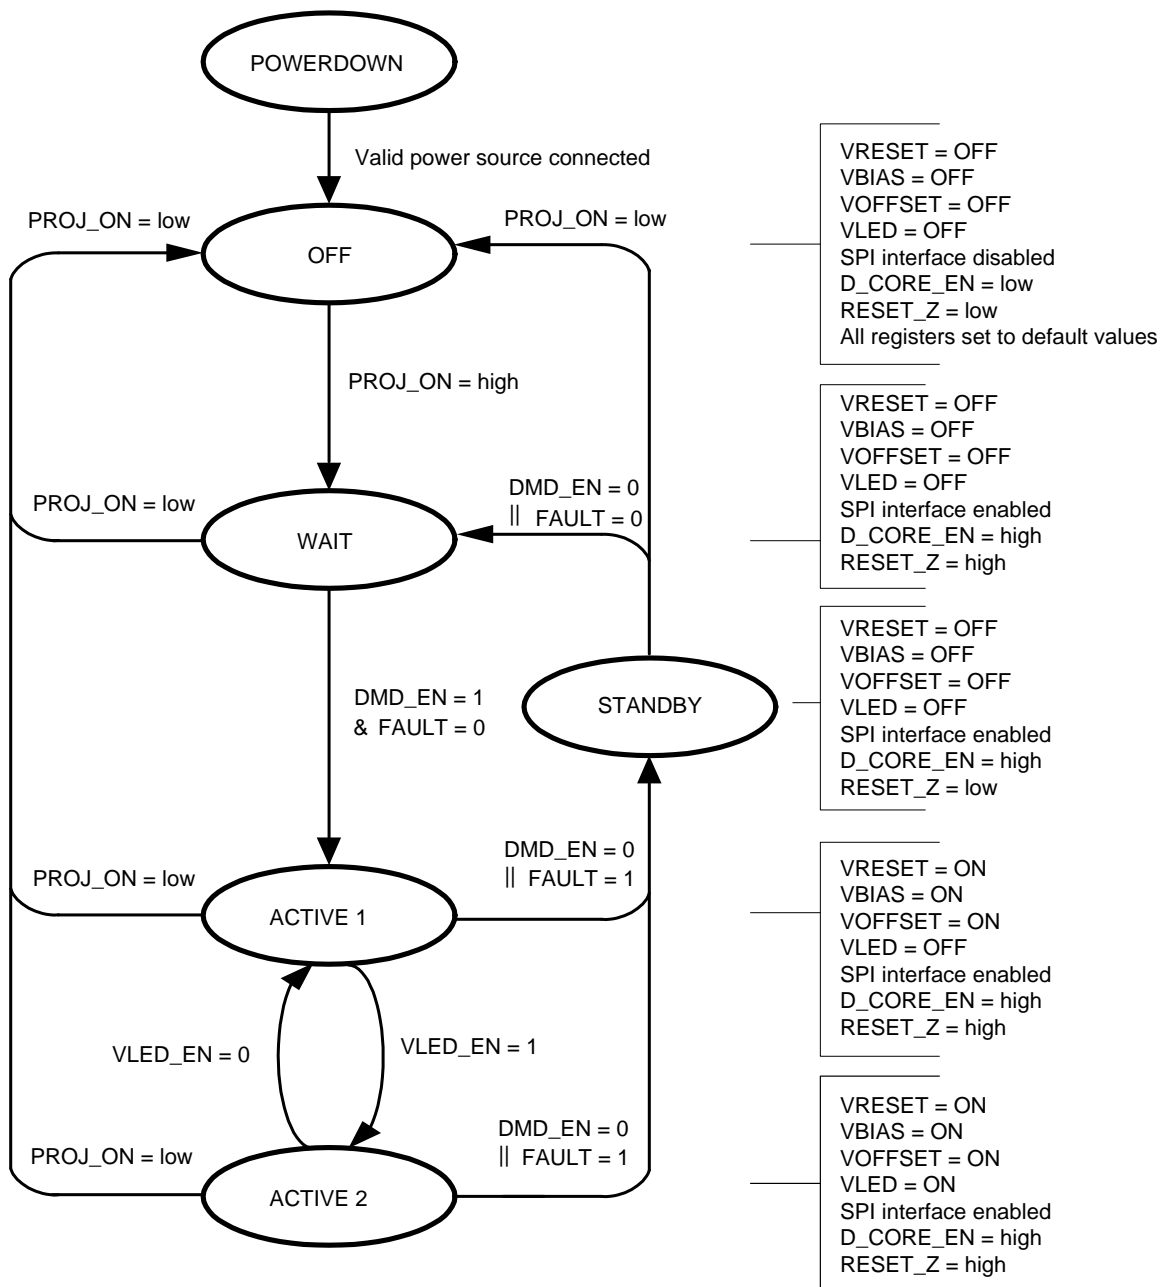 POWERDOWN
Valid power source connected
PROJ_ON = low
OFF
PROJ_ON = low
PROJ_ON = high
PROJ_ON = low
WAIT
DMD_EN = 0
|| FAULT = 0
DMD_EN = 1
& FAULT = 0
STANDBY
PROJ_ON = low
ACTIVE 1
DMD_EN = 0
|| FAULT = 1
VLED_EN = 0
VLED_EN = 1
PROJ_ON = low
ACTIVE 2
DMD_EN = 0
|| FAULT = 1
VRESET = OFF
VBIAS = OFF
VOFFSET = OFF
VLED = OFF
SPI interface disabled
D_CORE_EN = low
RESET_Z = low
All registers set to default values
VRESET = OFF
VBIAS = OFF
VOFFSET = OFF
VLED = OFF
SPI interface enabled
D_CORE_EN = high
RESET_Z = high
VRESET = OFF
VBIAS = OFF
VOFFSET = OFF
VLED = OFF
SPI interface enabled
D_CORE_EN = high
RESET_Z = low
VRESET = ON
VBIAS = ON
VOFFSET = ON
VLED = OFF
SPI interface enabled
D_CORE_EN = high
RESET_Z = high
VRESET = ON
VBIAS = ON
VOFFSET = ON
VLED = ON
SPI interface enabled
D_CORE_EN = high
RESET_Z = high